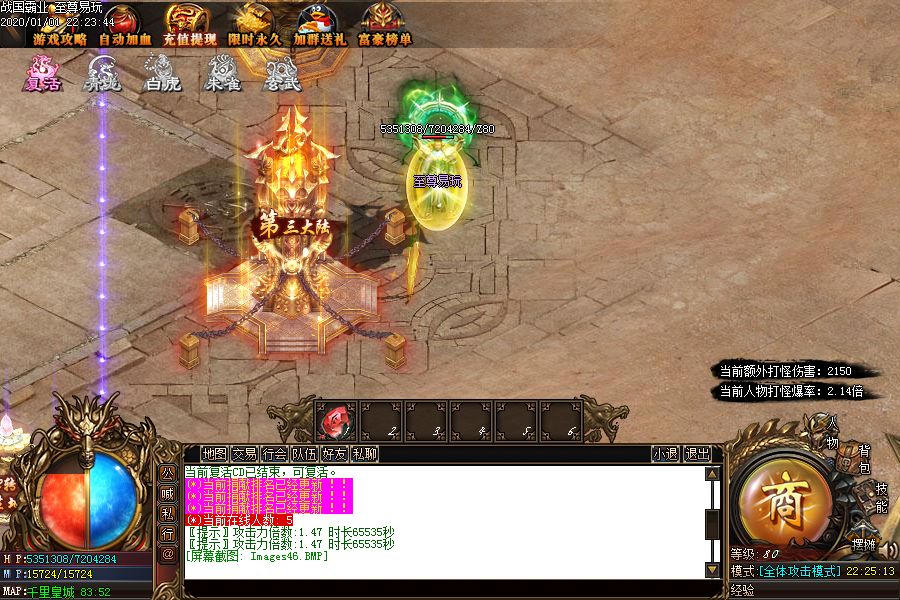 战国霸业 至尊易玩
2020/01/01 22:23:44
游戏攻略 自动加血 充值提现 限时永久 加群送礼 富豪榜单
复活 青龙 白虎 朱雀 玄武
5351308/7204284/Z80
至尊易玩
第三大陆
当前额外打怪伤害: 2150
当前人物打怪爆率: 2.14倍
1 2 3 4 5 6
地图 交易 行会 队伍 好友 私聊 小退 退出
公
喊
私
行
@
当前复活CD已结束,可复活。
(*)当前捐献排名已经更新！！！
(*)当前捐献排名已经更新！！！
(*)当前捐献排名已经更新！！！
(*)当前在线人数: 5
〖提示〗攻击力倍数:1.47 时长65535秒
〖提示〗攻击力倍数:1.47 时长65535秒
[屏幕截图: Images46.BMP]
HP:5351308/7204284
MP:15724/15724
MAP:千里皇城 83:52
人物
背包
技能
商
摆摊
等级: 80
模式:[全体攻击模式] 22:25:13
经验